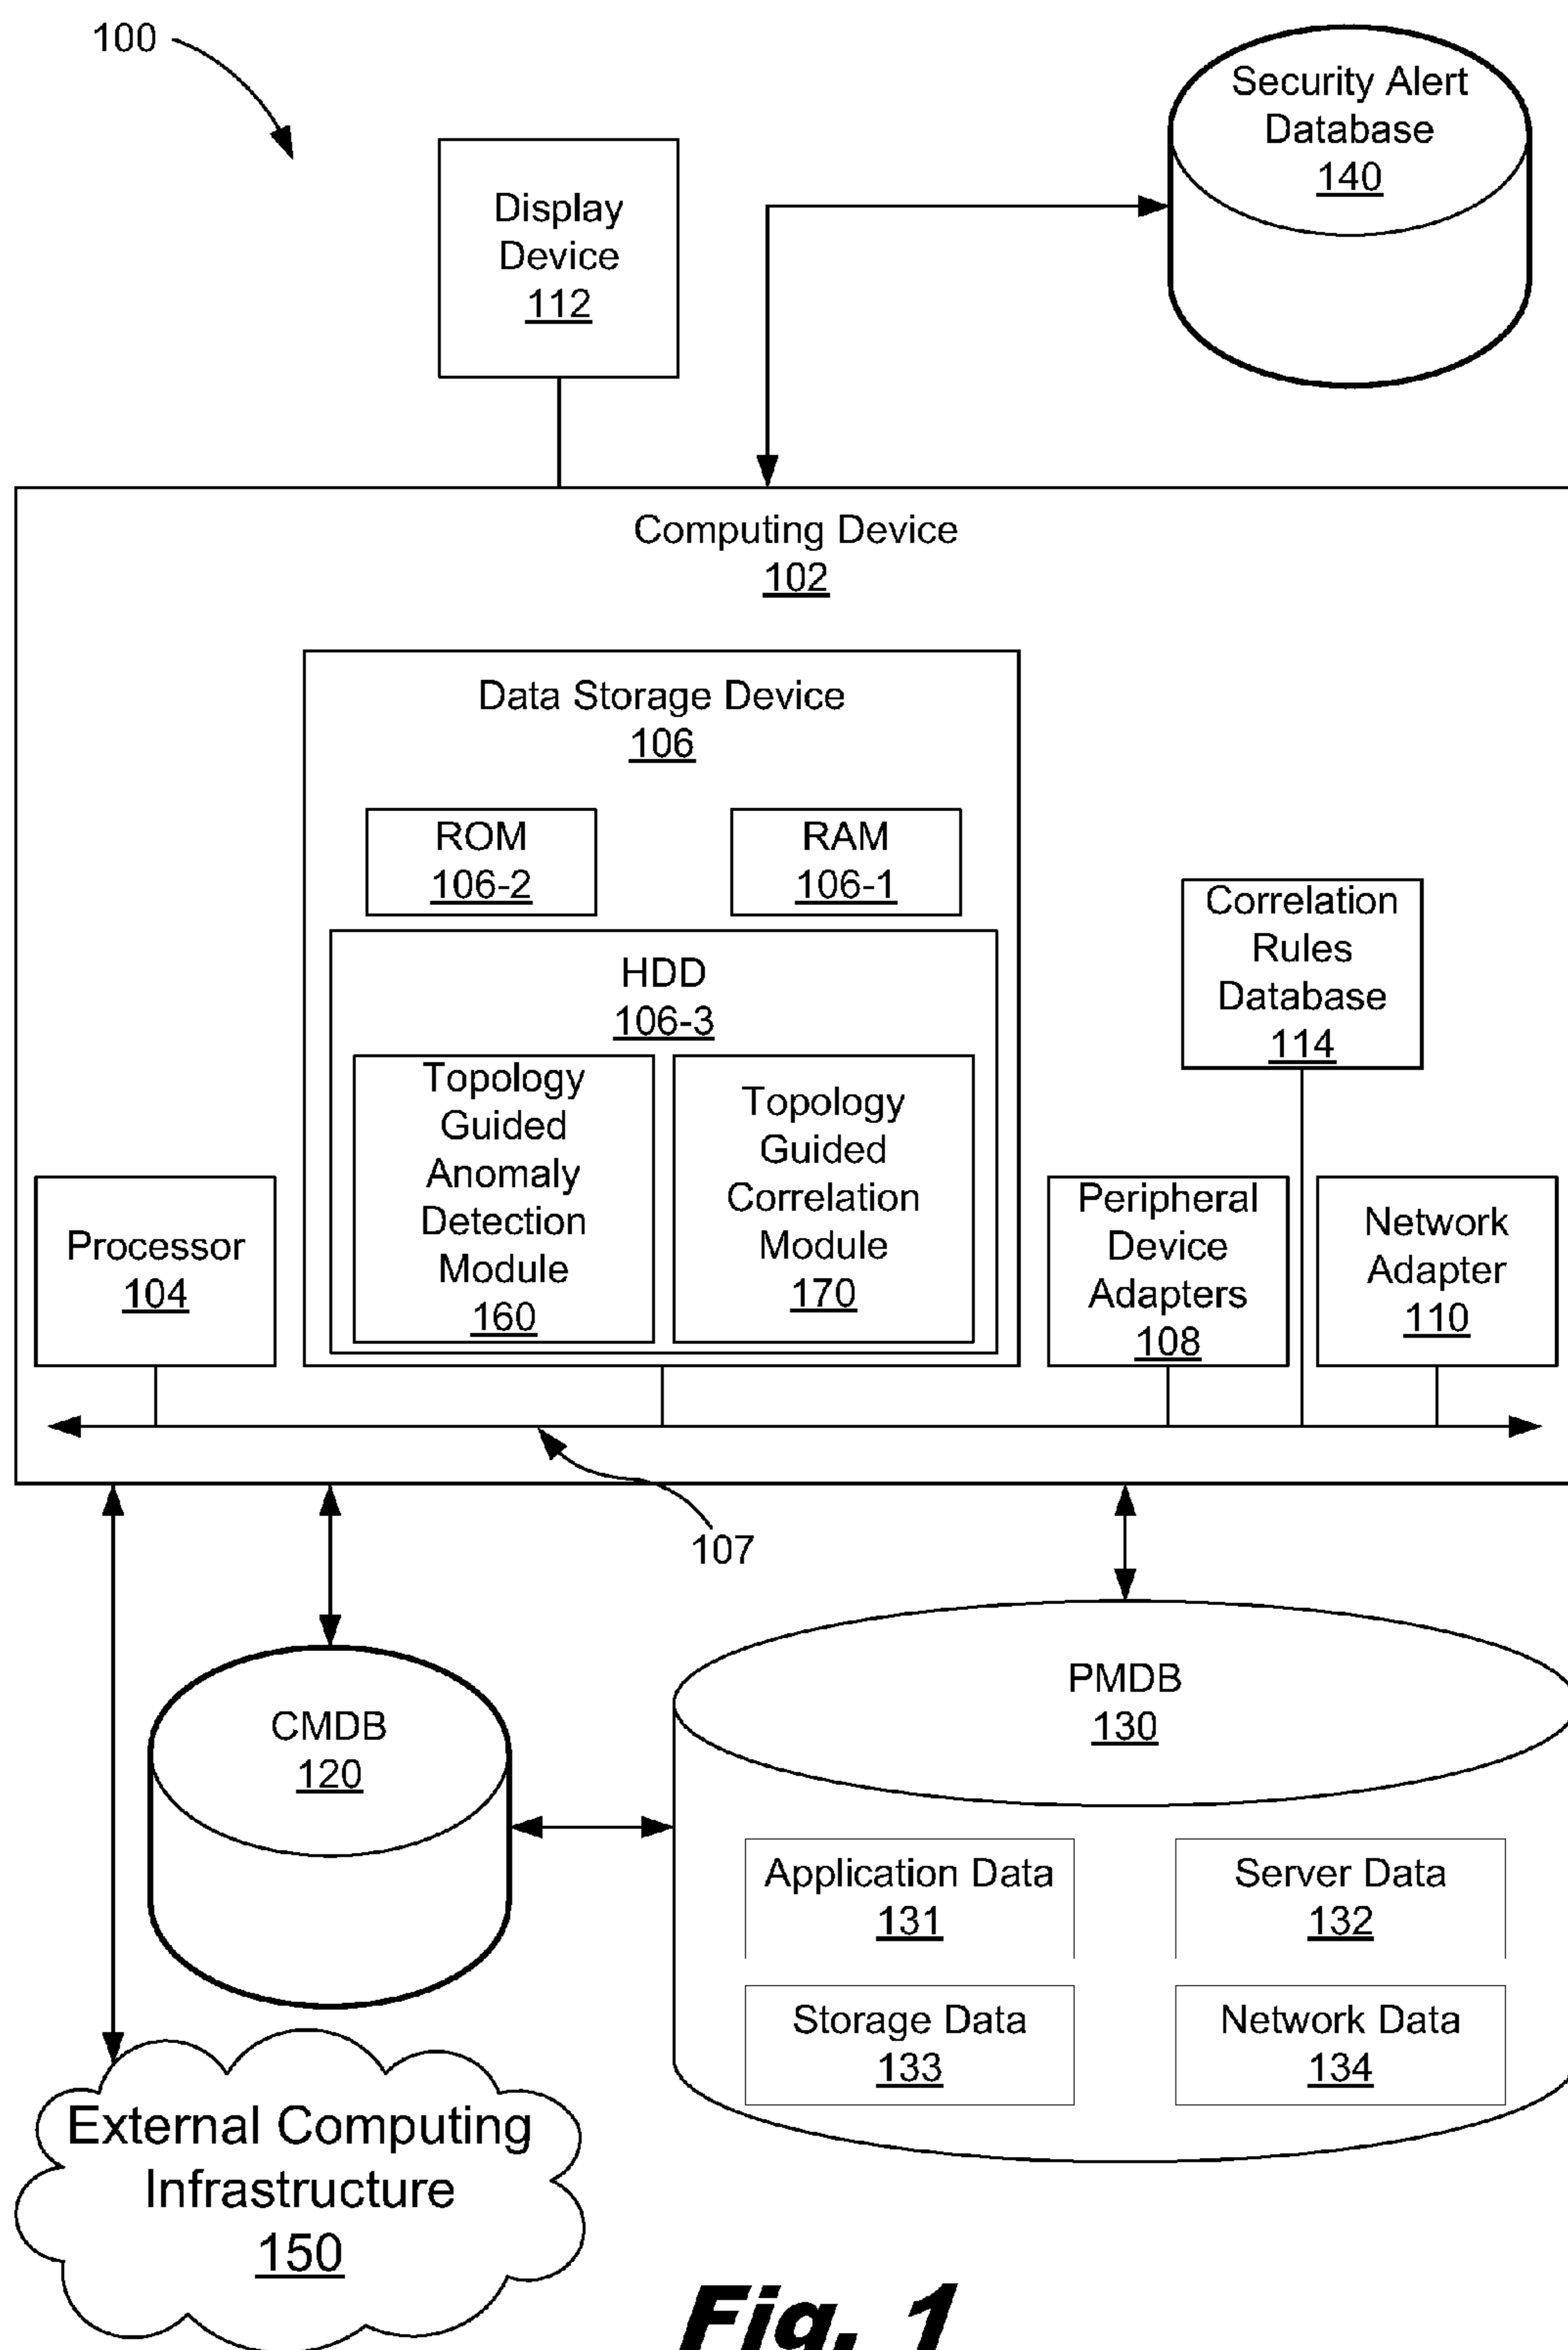 100
Security Alert
Database
140
Display
Device
112
Computing Device
102
Data Storage Device
106
ROM
106-2
RAM
106-1
HDD
106-3
Topology
Guided
Anomaly
Detection
Module
160
Topology
Guided
Correlation
Module
170
Correlation
Rules
Database
114
Processor
104
Peripheral
Device
Adapters
108
Network
Adapter
110
107
CMDB
120
PMDB
130
Application Data
131
Server Data
132
Storage Data
133
Network Data
134
External Computing
Infrastructure
150
Fig. 1